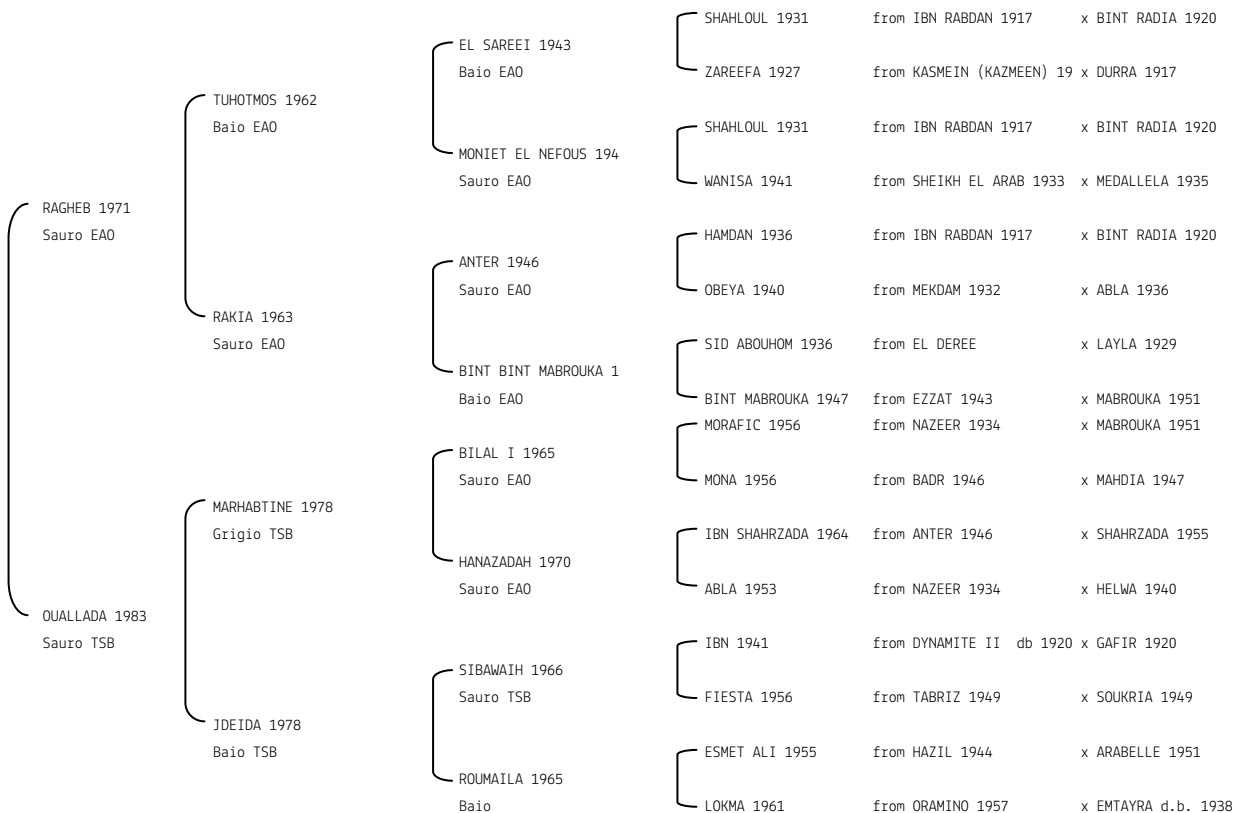 SHAHLOUL 1931 from IBN RABDAN 1917 x BINT RADIA 1920
EL SAREEI 1943
Baio EAO
ZAREEFA 1927 from KASMEIN (KAZMEEN) 19 x DURRA 1917
TUHOTMOS 1962
Baio EAO
SHAHLOUL 1931 from IBN RABDAN 1917 x BINT RADIA 1920
MONIET EL NEFOUS 194
Sauro EAO
WANISA 1941 from SHEIKH EL ARAB 1933 x MEDALLELA 1935
RAGHEB 1971
Sauro EAO
HAMDAN 1936 from IBN RABDAN 1917 x BINT RADIA 1920
ANTER 1946
Sauro EAO
OBEYA 1940 from MEKDAM 1932 x ABLA 1936
RAKIA 1963
Sauro EAO
SID ABOUHOM 1936 from EL DEREE x LAYLA 1929
BINT BINT MABROUKA 1
Baio EAO
BINT MABROUKA 1947 from EZZAT 1943 x MABROUKA 1951
MORAFIC 1956 from NAZEER 1934 x MABROUKA 1951
BILAL I 1965
Sauro EAO
MONA 1956 from BADR 1946 x MAHDIA 1947
MARHABTINE 1978
Grigio TSB
IBN SHAHRZADA 1964 from ANTER 1946 x SHAHRZADA 1955
HANAZADAH 1970
Sauro EAO
ABLA 1953 from NAZEER 1934 x HELWA 1940
OUALLADA 1983
Sauro TSB
IBN 1941 from DYNAMITE II db 1920 x GAFIR 1920
SIBAWAIH 1966
Sauro TSB
FIESTA 1956 from TABRIZ 1949 x SOUKRIA 1949
JDEIDA 1978
Baio TSB
ESMET ALI 1955 from HAZIL 1944 x ARABELLE 1951
ROUMAILA 1965
Baio
LOKMA 1961 from ORAMINO 1957 x EMTAYRA d.b. 1938